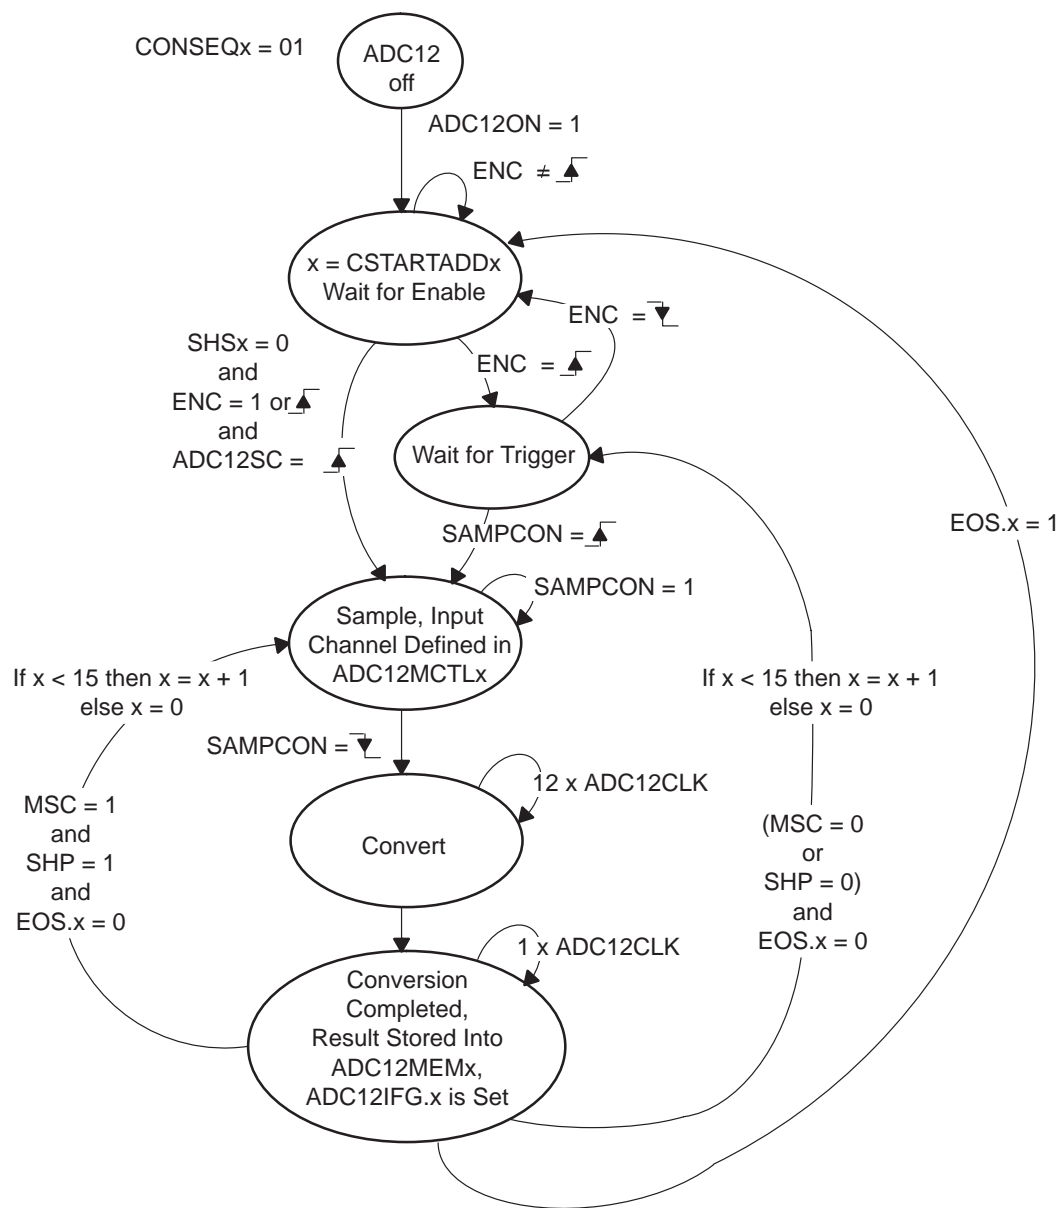 CONSEQx = 01
ADC12
off
ADC12ON = 1
ENC ≠
x = CSTARTADDx
Wait for Enable
ENC =
SHSx = 0
and
ENC = 1 or
and
ADC12SC =
ENC =
Wait for Trigger
EOS.x = 1
SAMPCON =
SAMPCON = 1
Sample, Input
Channel Defined in
ADC12MCTLx
If x < 15 then x = x + 1
else x = 0
If x < 15 then x = x + 1
else x = 0
SAMPCON =
12 x ADC12CLK
Convert
MSC = 1
and
SHP = 1
and
EOS.x = 0
(MSC = 0
or
SHP = 0)
and
EOS.x = 0
1 x ADC12CLK
Conversion
Completed,
Result Stored Into
ADC12MEMx,
ADC12IFG.x is Set